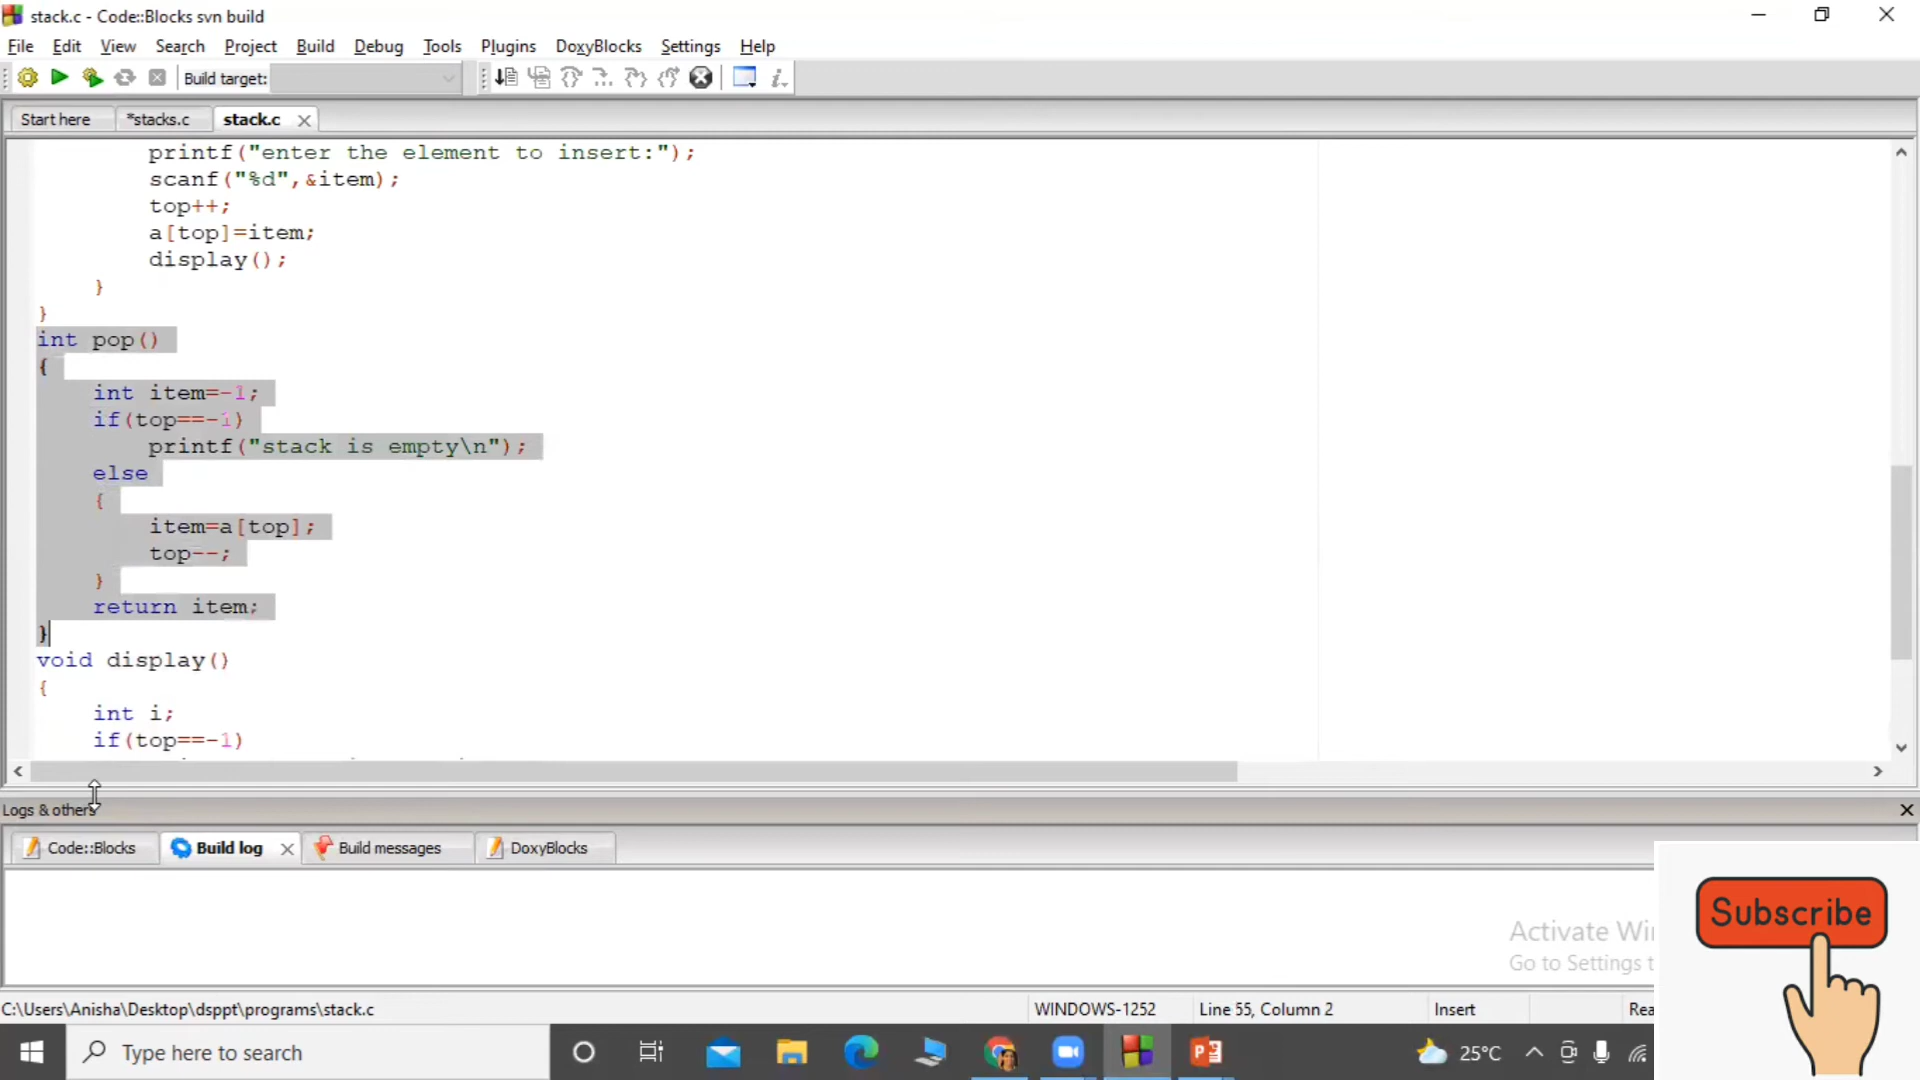 stack.c - Code::Blocks svn build
File Edit View Search Project Build Debug Tools Plugins DoxyBlocks Settings Help
Build target:
Start here *stacks.c stack.c
printf("enter the element to insert:");
scanf("%d",&item);
top++;
a[top]=item;
display();
}
}
int pop()
{
int item=-1;
if(top==-1)
printf("stack is empty\n");
else
{
item=a[top];
top--;
}
return item;
}
void display()
{
int i;
if(top==-1)
Logs & others
Code::Blocks Build log Build messages DoxyBlocks
Activate
Go to Settings
Subscribe
C:\Users\Anisha\Desktop\dsppt\programs\stack.c WINDOWS-1252 Line 55, Column 2 Insert
Type here to search 25°C